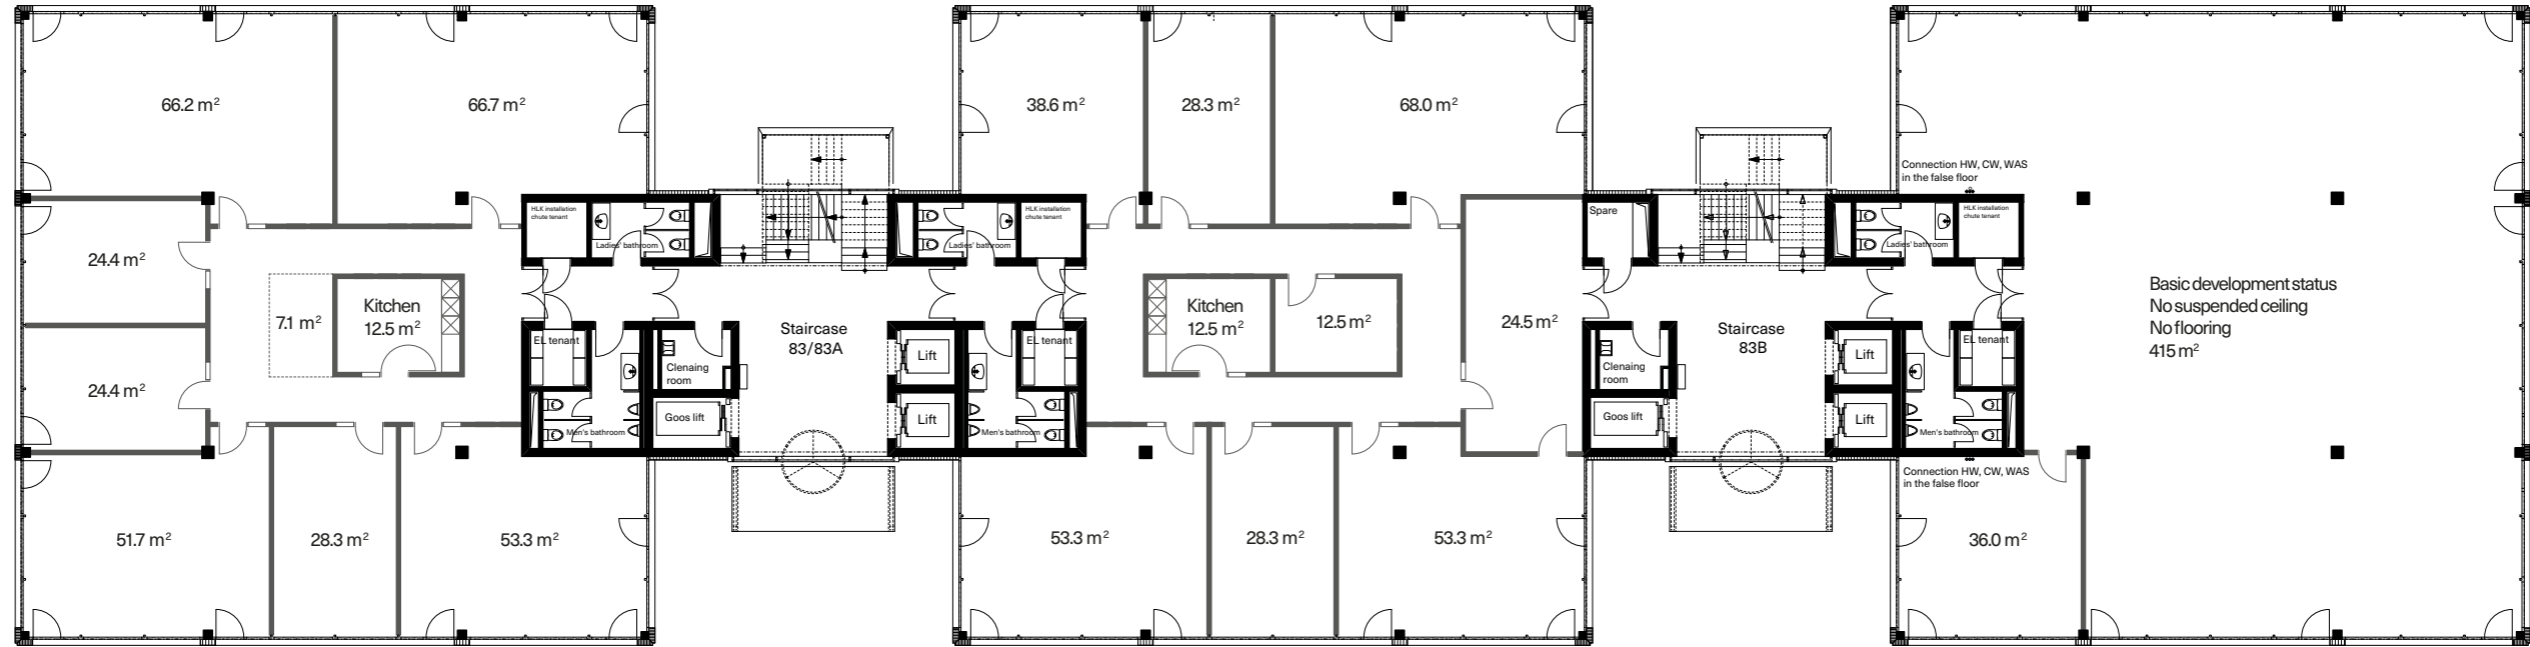 66.2 m²
66.7 m²
38.6 m²
28.3 m²
68.0 m²
Connection HW, CW, WAS
in the false floor
HLK installation
chute tenant
Ladies' bathroom
Ladies' bathroom
HLK installation
chute tenant
Spare
Ladies' bathroom
HLK installation
chute tenant
24.4 m²
7.1 m²
Kitchen
12.5 m²
Kitchen
12.5 m²
12.5 m²
24.5 m²
Staircase
83/83A
Staircase
83B
Basic development status
No suspended ceiling
No flooring
415 m²
EL tenant
Clenaing
room
Lift
EL tenant
Clenaing
room
Lift
EL tenant
24.4 m²
Men's bathroom
Goos lift
Lift
Men's bathroom
Goos lift
Lift
Men's bathroom
Connection HW, CW, WAS
in the false floor
51.7 m²
28.3 m²
53.3 m²
53.3 m²
28.3 m²
53.3 m²
36.0 m²